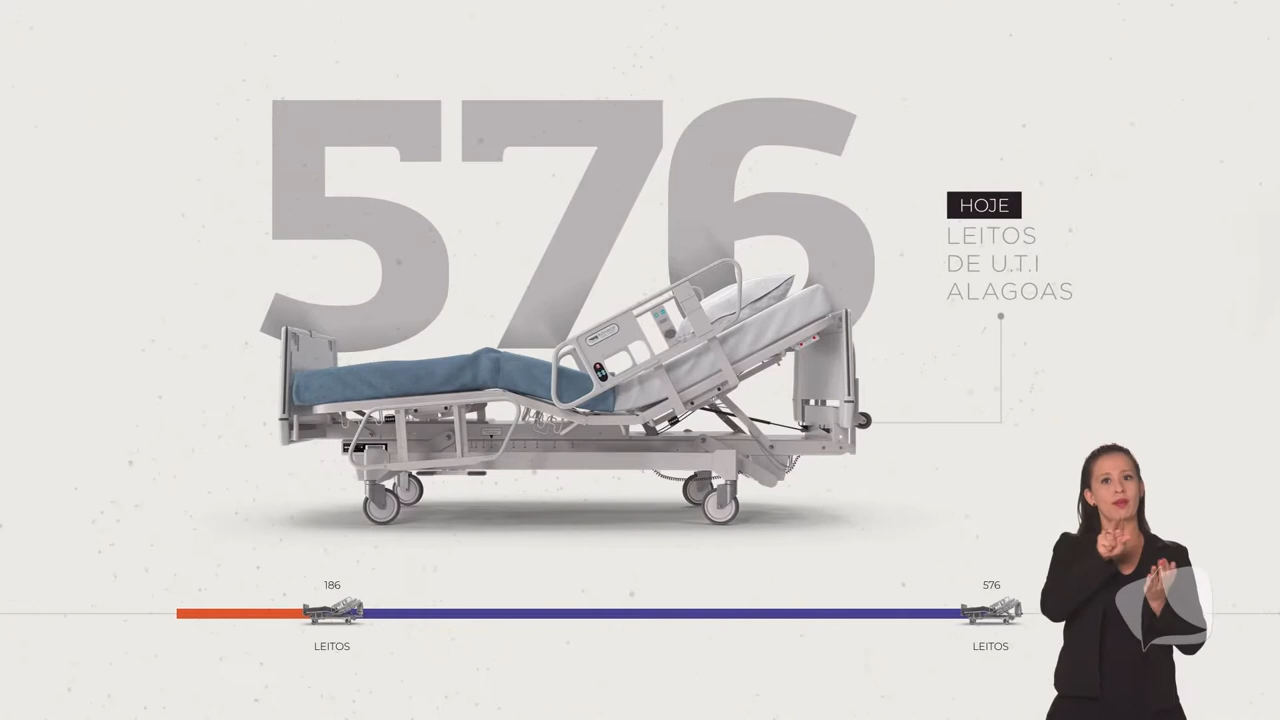 576
HOJE
LEITOS
DE U.T.I
ALAGOAS
186
576
LEITOS
LEITOS